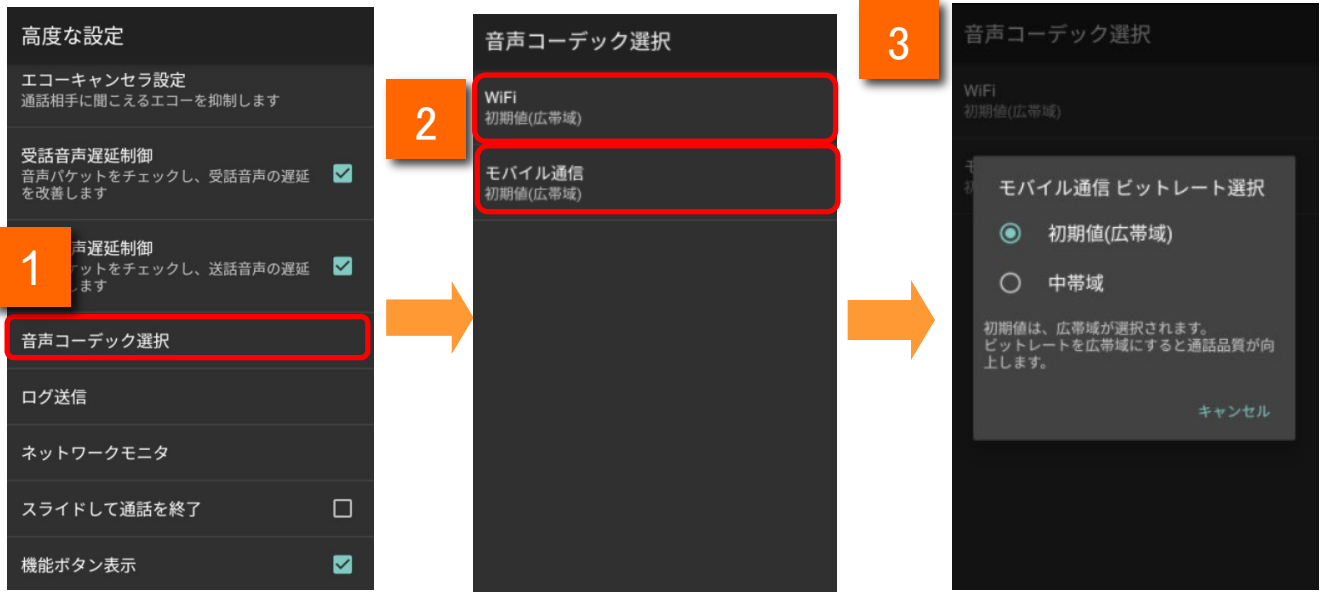 高度な設定
エコーキャンセラ設定
通話相手に聞こえるエコーを抑制します
受話音声遅延制御
音声パケットをチェックし、受話音声の遅延
を改善します
1
声遅延制御
ケットをチェックし、送話音声の遅延
します
音声コーデック選択
ログ送信
ネットワークモニタ
スライドして通話を終了
機能ボタン表示
2
音声コーデック選択
WiFi
初期値(広帯域)
モバイル通信
初期値(広帯域)
3
音声コーデック選択
WiFi
初期値(広帯域)
モバイル通信 ビットレート選択
初期値(広帯域)
中帯域
初期値は、広帯域が選択されます。
ビットレートを広帯域にすると通話品質が向
上します。
キャンセル